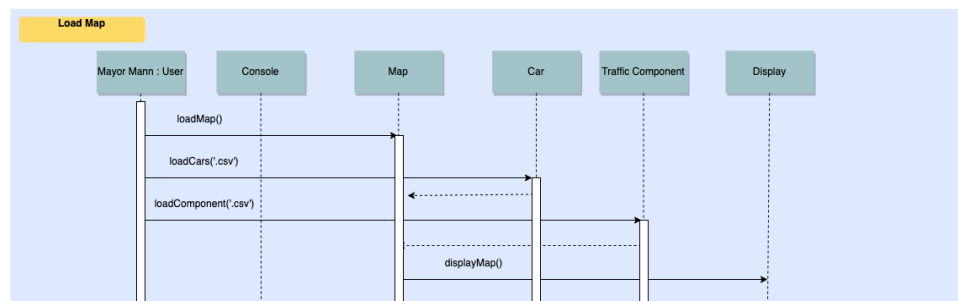 Load Map
Mayor Mann : User
Console
Map
Car
Traffic Component
Display
loadMap()
loadCars('.csv')
loadComponent('.csv')
displayMap()